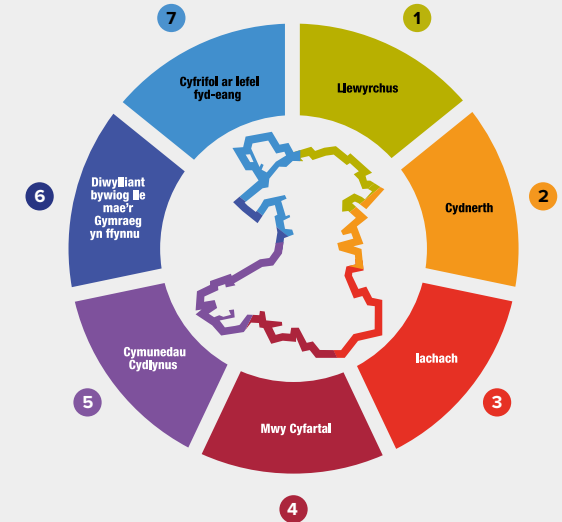 1
Llewyrchus
2
Cydnerth
3
Iachach
4
Mwy Cyfartal
5
Cymunedau
Cydlynus
6
Diwylliant
bywiog lle
mae'r
Gymraeg
yn ffynnu
7
Cyfrifol ar lefel
fyd-eang